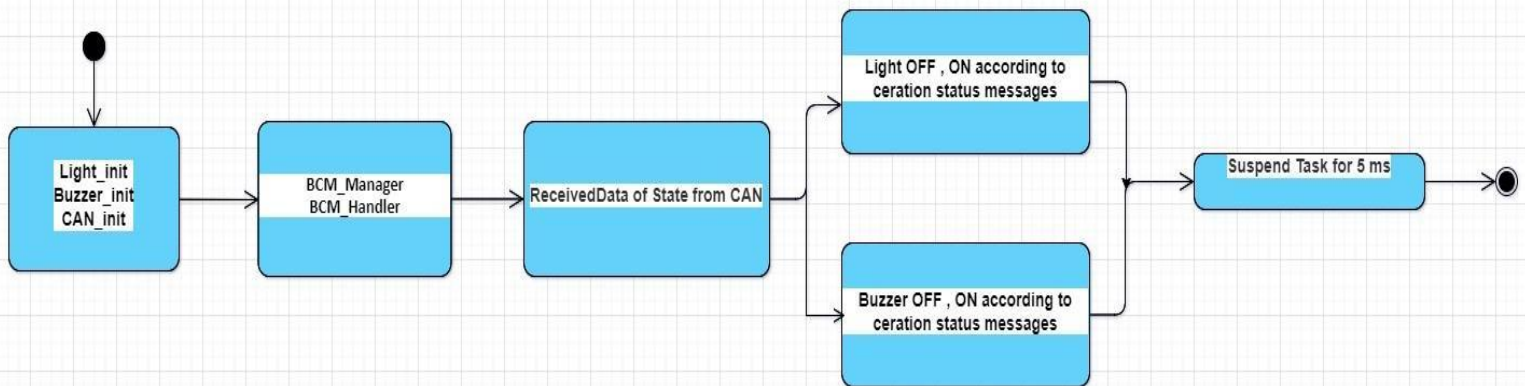 Light_init
Buzzer_init
CAN_init
BCM_Manager
BCM_Handler
ReceivedData of State from CAN
Light OFF , ON according to
ceration status messages
Buzzer OFF , ON according to
ceration status messages
Suspend Task for 5 ms